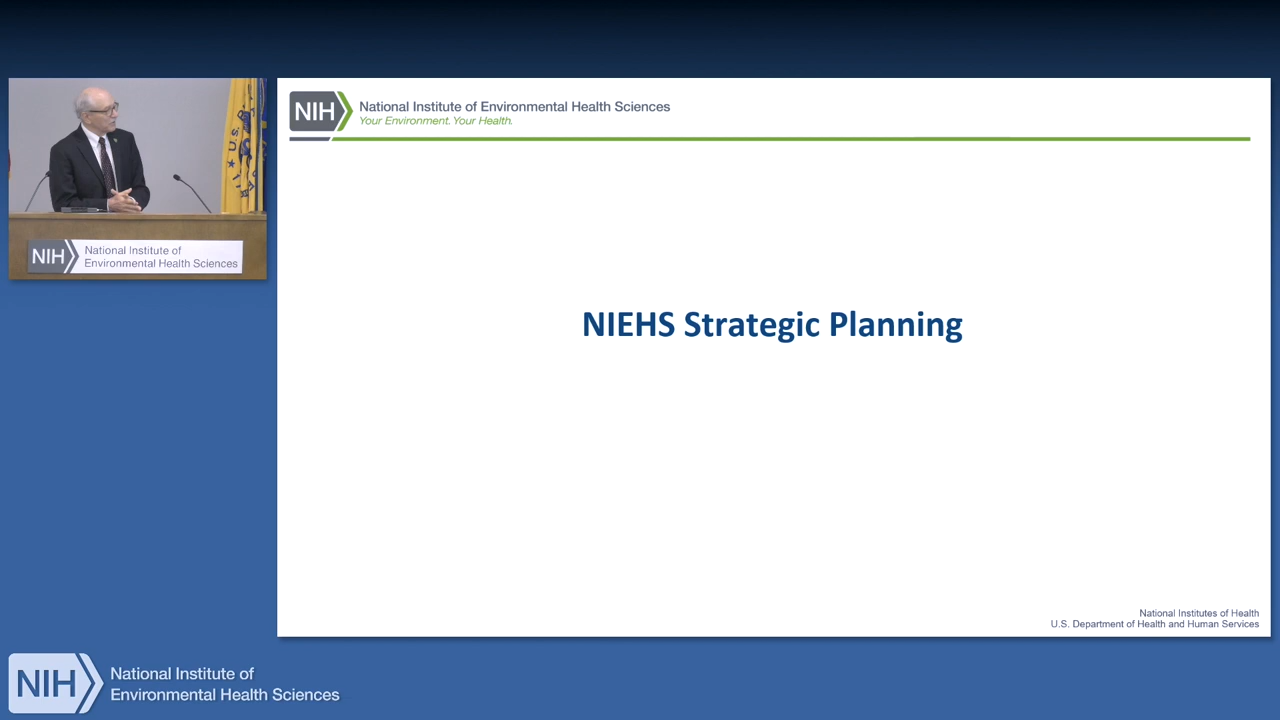 NIH
National Institute of
Environmental Health Sciences
NIH
National Institute of Environmental Health Sciences
Your Environment. Your Health.
NIEHS Strategic Planning
National Institutes of Health
U.S. Department of Health and Human Services
NIH
National Institute of
Environmental Health Sciences